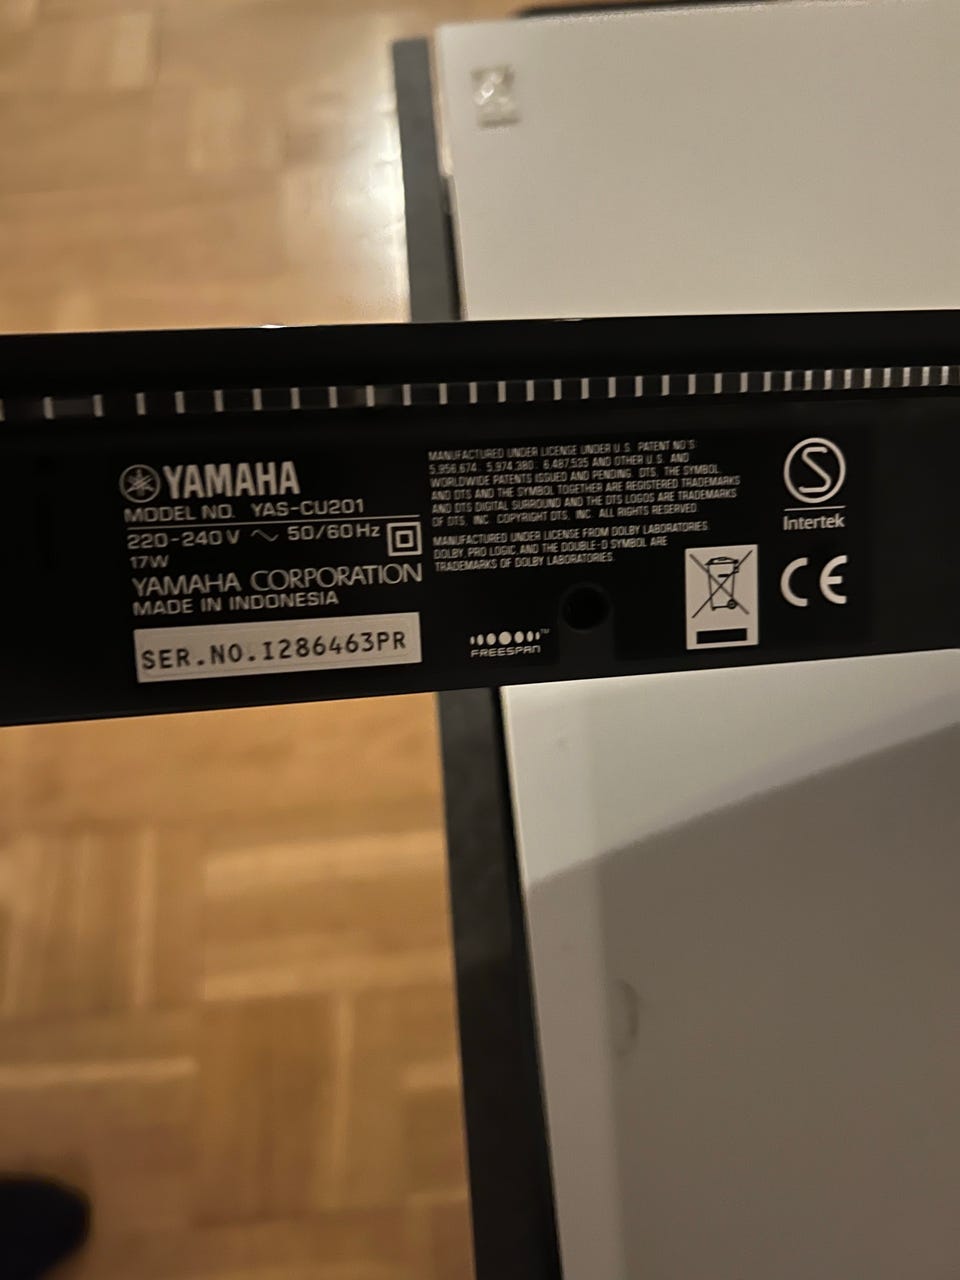 YAMAHA
MODEL NO. YAS-CU201
220-240V ~ 50/60Hz
17W
YAMAHA CORPORATION
MADE IN INDONESIA
SER.NO.I286463PR
MANUFACTURED UNDER LICENSE UNDER U.S. PATENT NO'S
5,956,674 5,974,380 6,487,535 AND OTHER U.S. AND
WORLDWIDE PATENTS ISSUED AND PENDING. DTS, THE SYMBOL,
AND DTS AND THE SYMBOL TOGETHER ARE REGISTERED TRADEMARKS
AND DTS DIGITAL SURROUND AND THE DTS LOGOS ARE TRADEMARKS
OF DTS, INC. COPYRIGHT DTS, INC. ALL RIGHTS RESERVED
MANUFACTURED UNDER LICENSE FROM DOLBY LABORATORIES.
DOLBY, PRO LOGIC, AND THE DOUBLE-D SYMBOL ARE
TRADEMARKS OF DOLBY LABORATORIES.
FREESPAN™
S
Intertek
CE